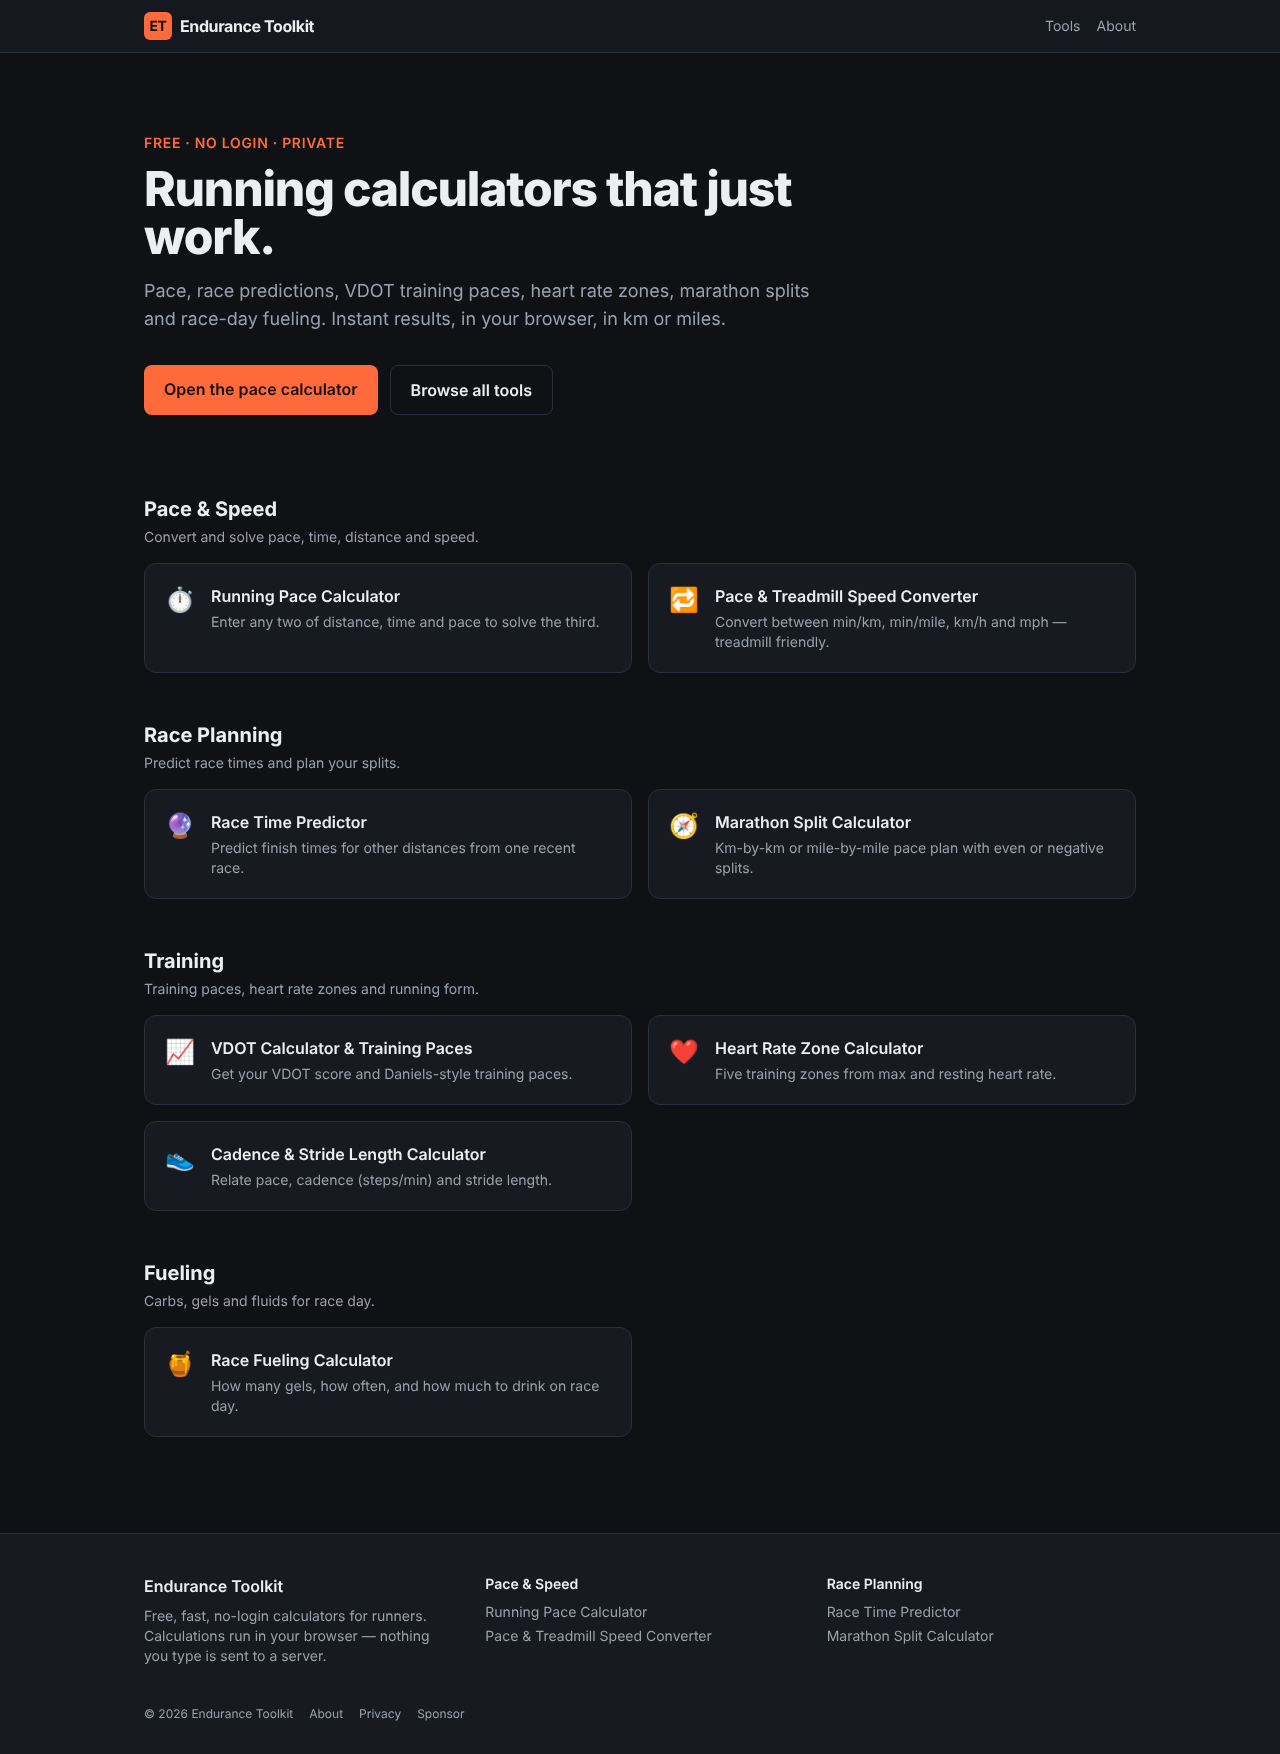 ET Endurance Toolkit
Tools About
FREE · NO LOGIN · PRIVATE
Running calculators that just
work.
Pace, race predictions, VDOT training paces, heart rate zones, marathon splits
and race-day fueling. Instant results, in your browser, in km or miles.
Open the pace calculator
Browse all tools
Pace & Speed
Convert and solve pace, time, distance and speed.
Running Pace Calculator
Enter any two of distance, time and pace to solve the third.
Pace & Treadmill Speed Converter
Convert between min/km, min/mile, km/h and mph —
treadmill friendly.
Race Planning
Predict race times and plan your splits.
Race Time Predictor
Predict finish times for other distances from one recent
race.
Marathon Split Calculator
Km-by-km or mile-by-mile pace plan with even or negative
splits.
Training
Training paces, heart rate zones and running form.
VDOT Calculator & Training Paces
Get your VDOT score and Daniels-style training paces.
Heart Rate Zone Calculator
Five training zones from max and resting heart rate.
Cadence & Stride Length Calculator
Relate pace, cadence (steps/min) and stride length.
Fueling
Carbs, gels and fluids for race day.
Race Fueling Calculator
How many gels, how often, and how much to drink on race
day.
Endurance Toolkit
Free, fast, no-login calculators for runners.
Calculations run in your browser — nothing
you type is sent to a server.
Pace & Speed
Running Pace Calculator
Pace & Treadmill Speed Converter
Race Planning
Race Time Predictor
Marathon Split Calculator
© 2026 Endurance Toolkit About Privacy Sponsor